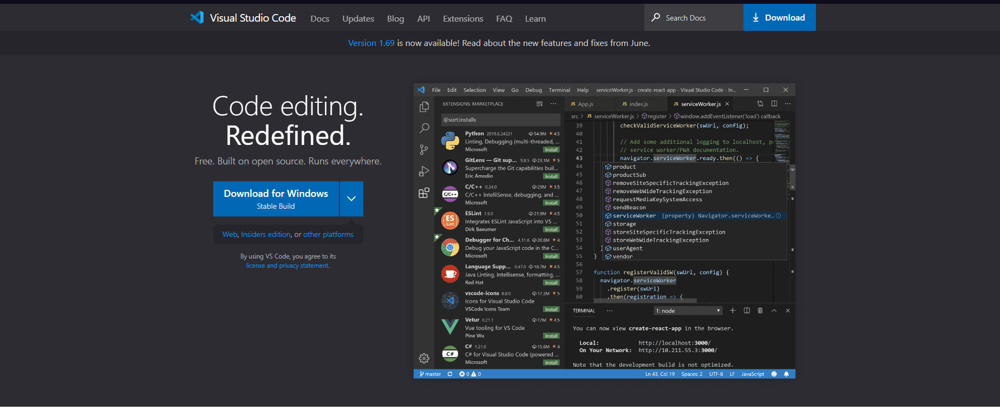 Visual Studio Code Docs Updates Blog API Extensions FAQ Learn Search Docs Download
Version 1.69 is now available! Read about the new features and fixes from June.
Code editing.
Redefined.
Free. Built on open source. Runs everywhere.
Download for Windows
Stable Build
Web, Insiders edition, or other platforms
By using VS Code, you agree to its
license and privacy statement.
File Edit Selection View Go Debug Terminal Help serviceWorker.js - create-react-app - Visual Studio Code - In...
EXTENSIONS: MARKETPLACE
@sort:installs
Python 2019.6.24221 54.9M ★ 4.5
Linting, Debugging (multi-threaded, ...
Microsoft Install
GitLens — Git sup... 9.8.5 23.1M ★ 5
Supercharge the Git capabilities buil...
Eric Amodio Install
C/C++
C/C++ 0.24.0 23M ★ 3.5
C/C++ IntelliSense, debugging, and ...
Microsoft Install
ES
Lint
ESLint 1.9.0 21.9M ★ 4.5
Integrates ESLint JavaScript into VS ...
Dirk Baeumer Install
Debugger for Ch... 4.11.6 20.6M ★ 4
Debug your JavaScript code in the C...
Microsoft Install
Language Supp... 0.47.0 18.7M ★ 4.5
Java Linting, Intellisense, formatting, ...
Red Hat Install
vscode-icons 8.8.0 17.2M ★ 5
Icons for Visual Studio Code
VSCode Icons Team Install
Vetur 0.21.1 17M ★ 4.5
Vue tooling for VS Code
Pine Wu Install
C#
C# 1.21.0 15.6M ★ 4
C# for Visual Studio Code (powered ...
Microsoft Install
JS App.js JS index.js JS serviceWorker.js
src > JS serviceWorker.js > register > window.addEventListener('load') callback
39 checkValidServiceWorker(swUrl, config);
40
41 // Add some additional logging to localhost, p
42 // service worker/PWA documentation.
43 navigator.serviceWorker.ready.then(() => {
44 product
45 productSub
46 removeSiteSpecificTrackingException
47 removeWebWideTrackingException
48 requestMediaKeySystemAccess
49 sendBeacon
50 serviceWorker (property) Navigator.serviceWorke...
51 storage
52 storeSiteSpecificTrackingException
53 storeWebWideTrackingException
54 } userAgent
55 } vendor
56
57 function registerValidSW(swUrl, config) {
58 navigator.serviceWorker
59 .register(swUrl)
60 .then(registration => {
TERMINAL ... 1: node
You can now view create-react-app in the browser.
Local: http://localhost:3000/
On Your Network: http://10.211.55.3:3000/
Note that the development build is not optimized.
master 0 0 Ln 43, Col 19 Spaces: 2 UTF-8 LF JavaScript